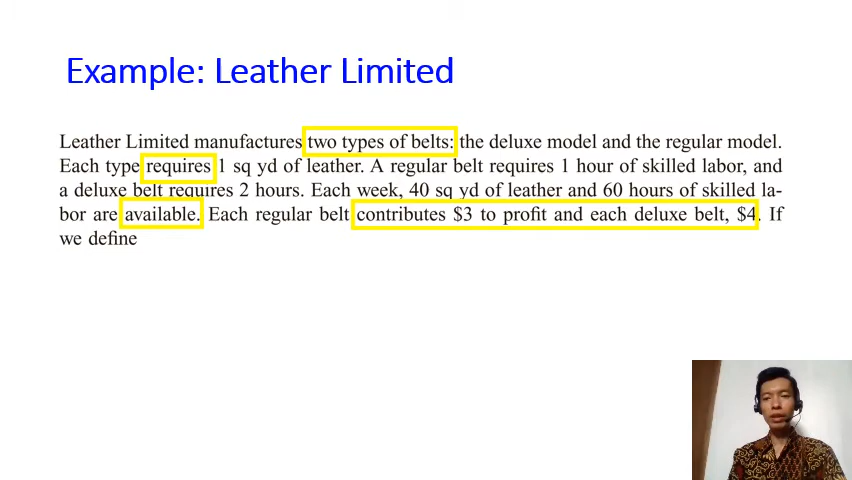 Example: Leather Limited
Leather Limited manufactures two types of belts: the deluxe model and the regular model.
Each type requires 1 sq yd of leather. A regular belt requires 1 hour of skilled labor, and
a deluxe belt requires 2 hours. Each week, 40 sq yd of leather and 60 hours of skilled la-
bor are available. Each regular belt contributes $3 to profit and each deluxe belt, $4. If
we define